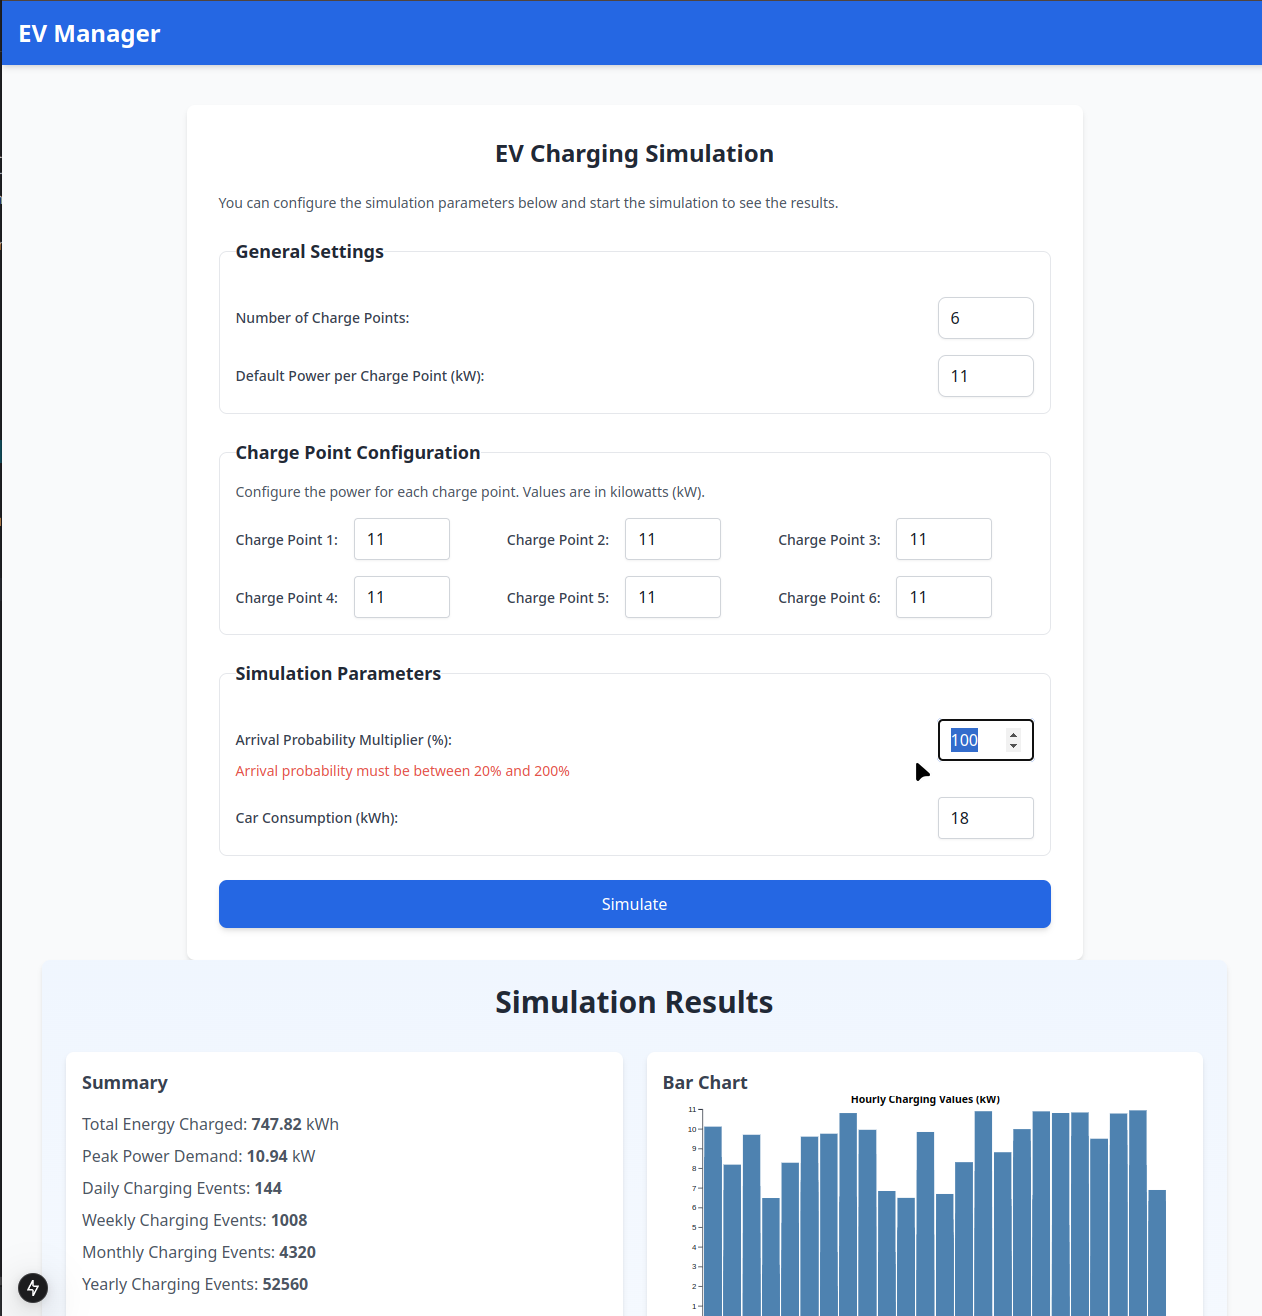 EV Manager
EV Charging Simulation
You can configure the simulation parameters below and start the simulation to see the results.
General Settings
Number of Charge Points: 6
Default Power per Charge Point (kW): 11
Charge Point Configuration
Configure the power for each charge point. Values are in kilowatts (kW).
Charge Point 1: 11 Charge Point 2: 11 Charge Point 3: 11
Charge Point 4: 11 Charge Point 5: 11 Charge Point 6: 11
Simulation Parameters
Arrival Probability Multiplier (%): 100
Arrival probability must be between 20% and 200%
Car Consumption (kWh): 18
Simulate
Simulation Results
Summary
Total Energy Charged: 747.82 kWh
Peak Power Demand: 10.94 kW
Daily Charging Events: 144
Weekly Charging Events: 1008
Monthly Charging Events: 4320
Yearly Charging Events: 52560
Bar Chart
Hourly Charging Values (kW)
11
10
9
8
7
6
5
4
3
2
1